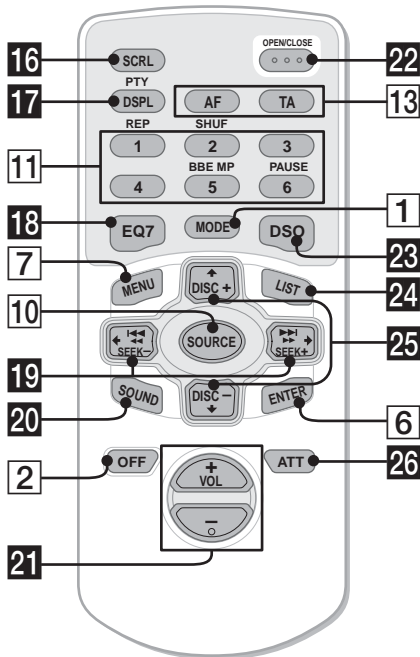 OPEN/CLOSE
16 SCRL 22
PTY
17 DSPL AF TA 13
REP SHUF
11 1 2 3
BBE MP PAUSE
4 5 6
18 EQ7 MODE 1
DSO 23
7 MENU DISC + LIST 24
10 SOURCE 25
SEEK– SEEK+
19
20 SOUND DISC – ENTER 6
2 OFF + VOL ATT 26
–
21